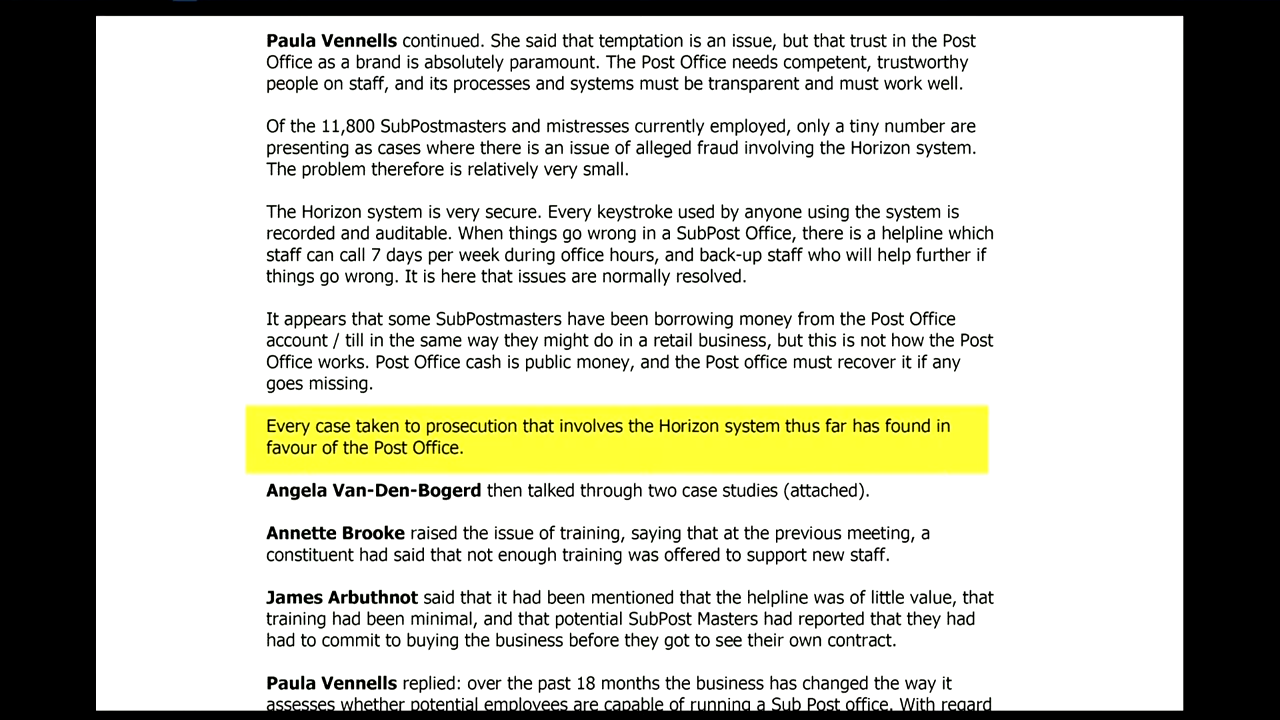 Paula Vennells continued. She said that temptation is an issue, but that trust in the Post
Office as a brand is absolutely paramount. The Post Office needs competent, trustworthy
people on staff, and its processes and systems must be transparent and must work well.
Of the 11,800 SubPostmasters and mistresses currently employed, only a tiny number are
presenting as cases where there is an issue of alleged fraud involving the Horizon system.
The problem therefore is relatively very small.
The Horizon system is very secure. Every keystroke used by anyone using the system is
recorded and auditable. When things go wrong in a SubPost Office, there is a helpline which
staff can call 7 days per week during office hours, and back-up staff who will help further if
things go wrong. It is here that issues are normally resolved.
It appears that some SubPostmasters have been borrowing money from the Post Office
account / till in the same way they might do in a retail business, but this is not how the Post
Office works. Post Office cash is public money, and the Post office must recover it if any
goes missing.
Every case taken to prosecution that involves the Horizon system thus far has found in
favour of the Post Office.
Angela Van-Den-Bogerd then talked through two case studies (attached).
Annette Brooke raised the issue of training, saying that at the previous meeting, a
constituent had said that not enough training was offered to support new staff.
James Arbuthnot said that it had been mentioned that the helpline was of little value, that
training had been minimal, and that potential SubPost Masters had reported that they had
had to commit to buying the business before they got to see their own contract.
Paula Vennells replied: over the past 18 months the business has changed the way it
assesses whether potential employees are capable of running a Sub Post office. With regard